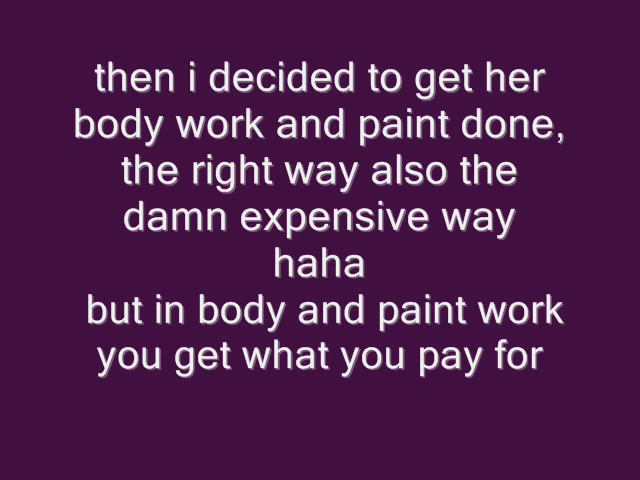 then i decided to get her
body work and paint done,
the right way also the
damn expensive way
haha
but in body and paint work
you get what you pay for